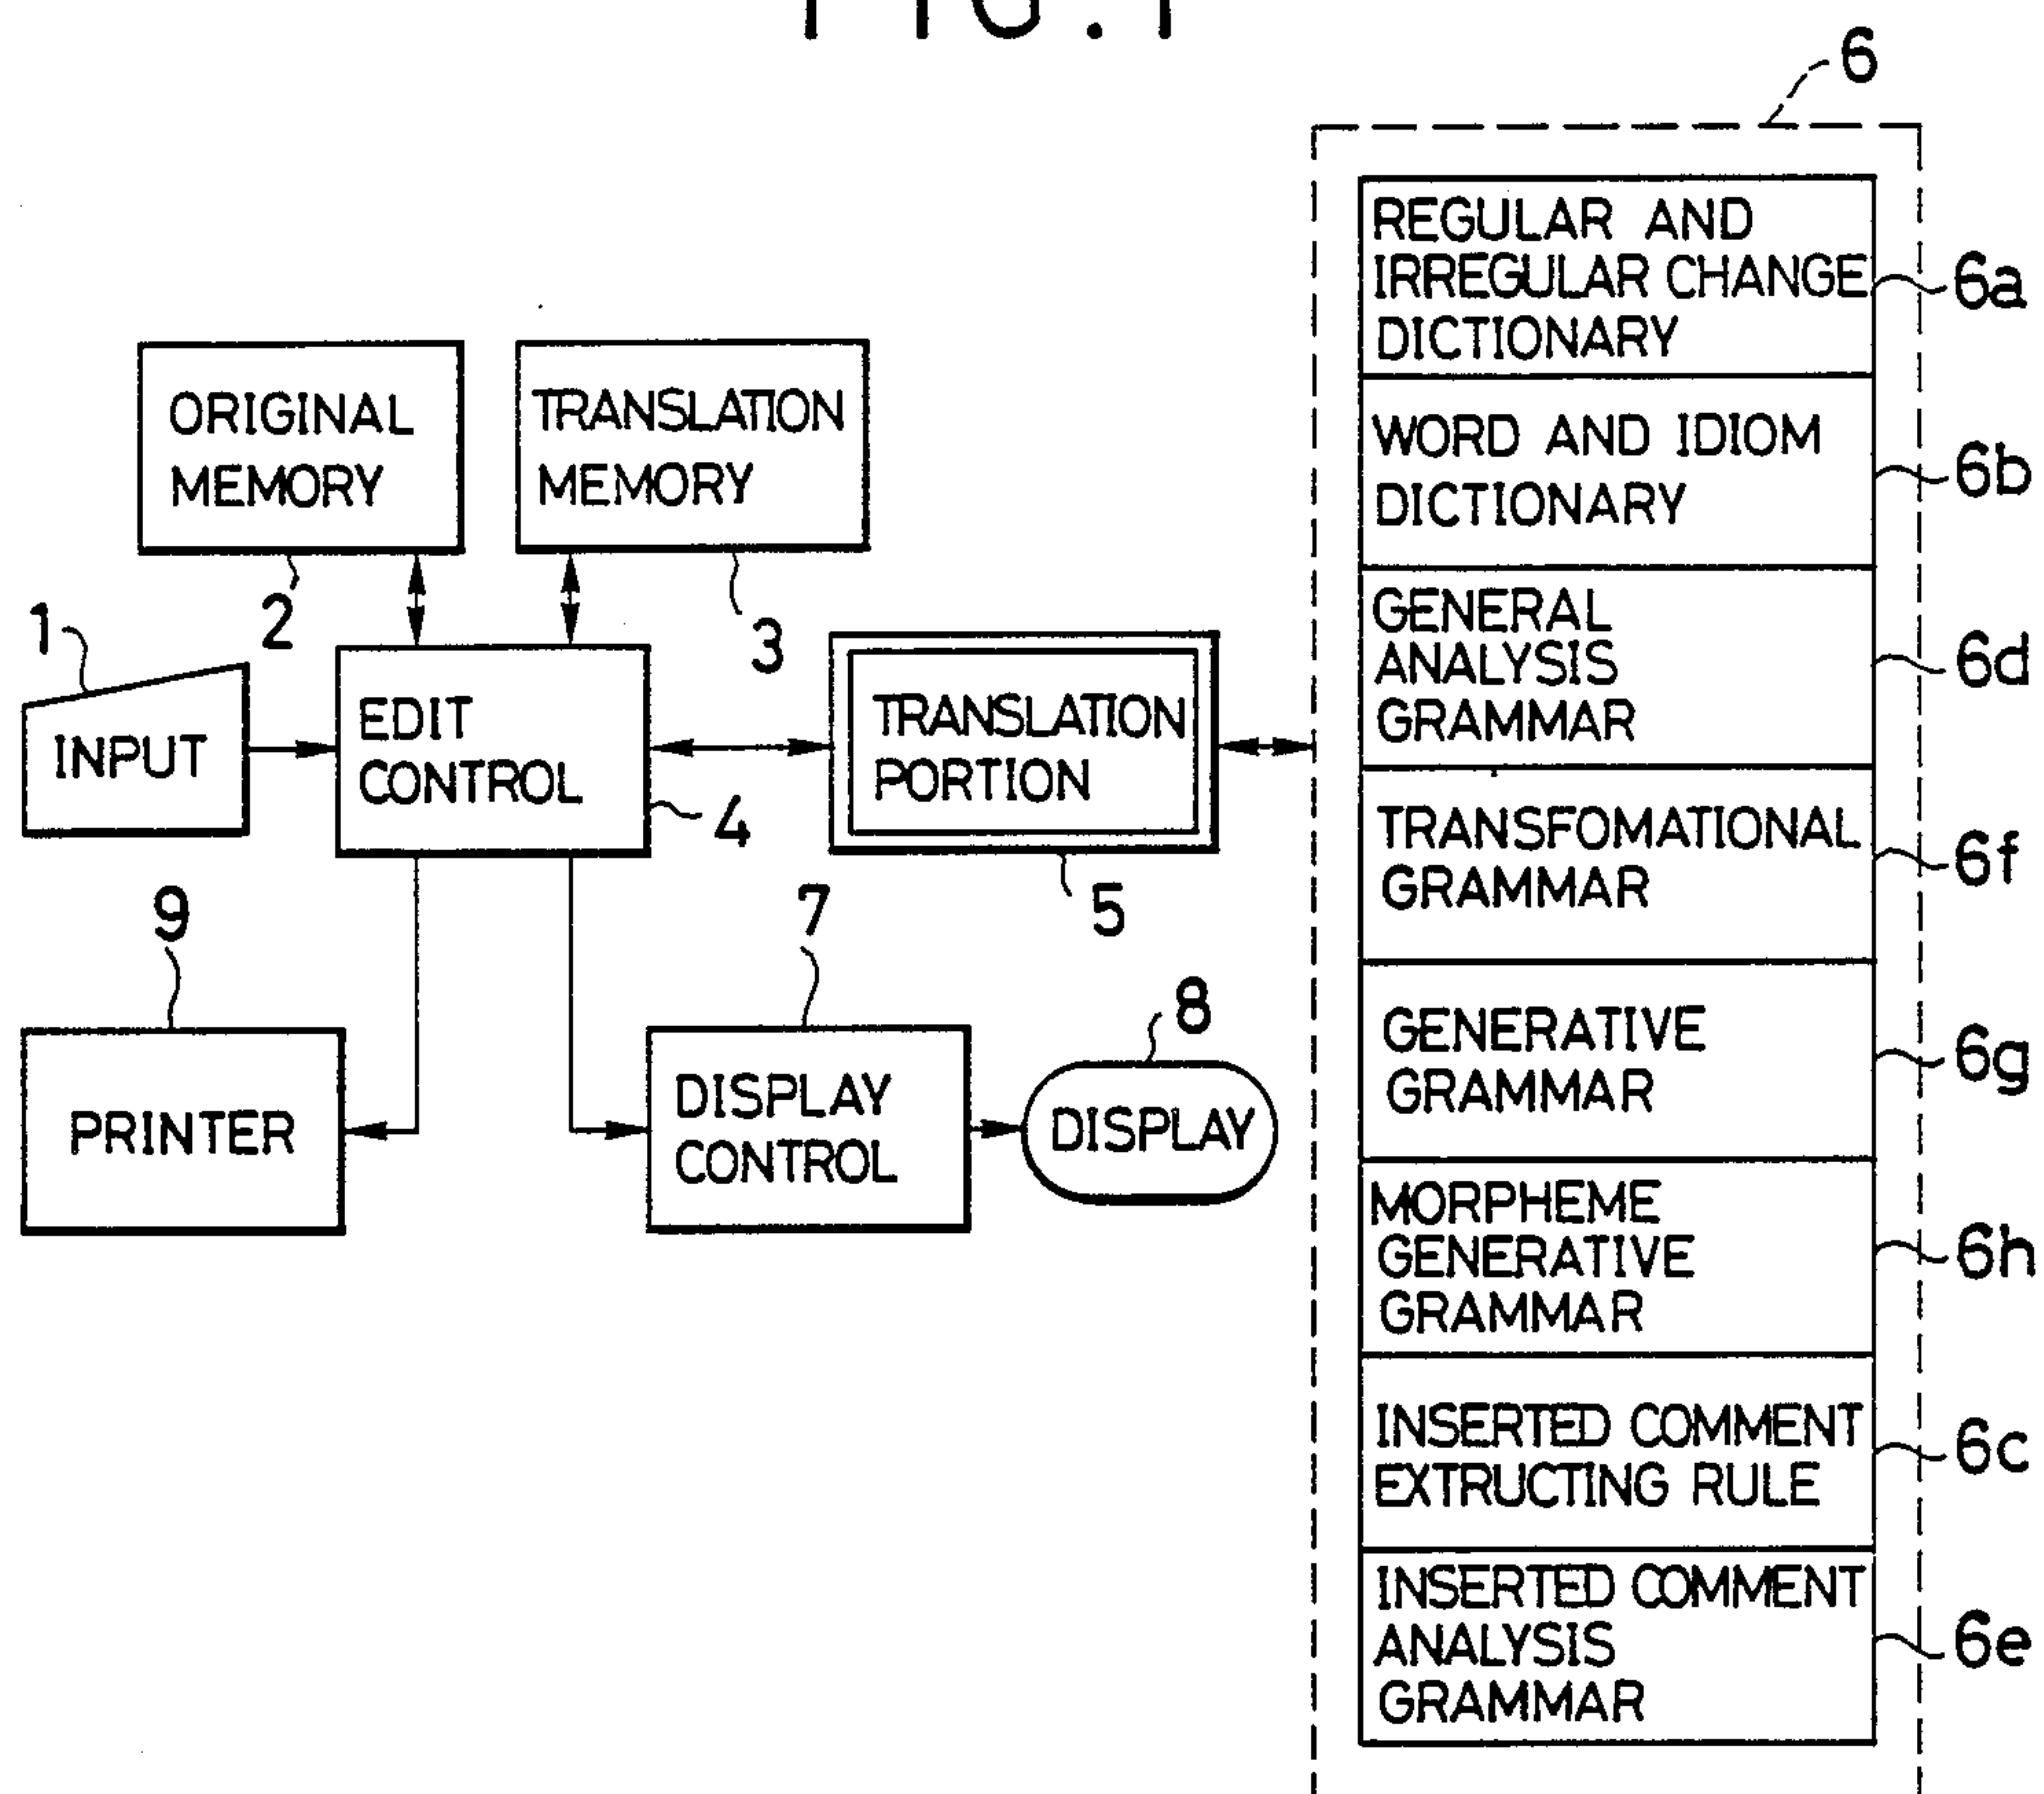 FIG.1
6
REGULAR AND
IRREGULAR CHANGE
DICTIONARY
6a
WORD AND IDIOM
DICTIONARY
6b
GENERAL
ANALYSIS
GRAMMAR
6d
TRANSFOMATIONAL
GRAMMAR
6f
GENERATIVE
GRAMMAR
6g
MORPHEME
GENERATIVE
GRAMMAR
6h
INSERTED COMMENT
EXTRUCTING RULE
6c
INSERTED COMMENT
ANALYSIS
GRAMMAR
6e
ORIGINAL
MEMORY
2
TRANSLATION
MEMORY
3
1
INPUT
EDIT
CONTROL
4
TRANSLATION
PORTION
5
9
PRINTER
7
DISPLAY
CONTROL
8
DISPLAY